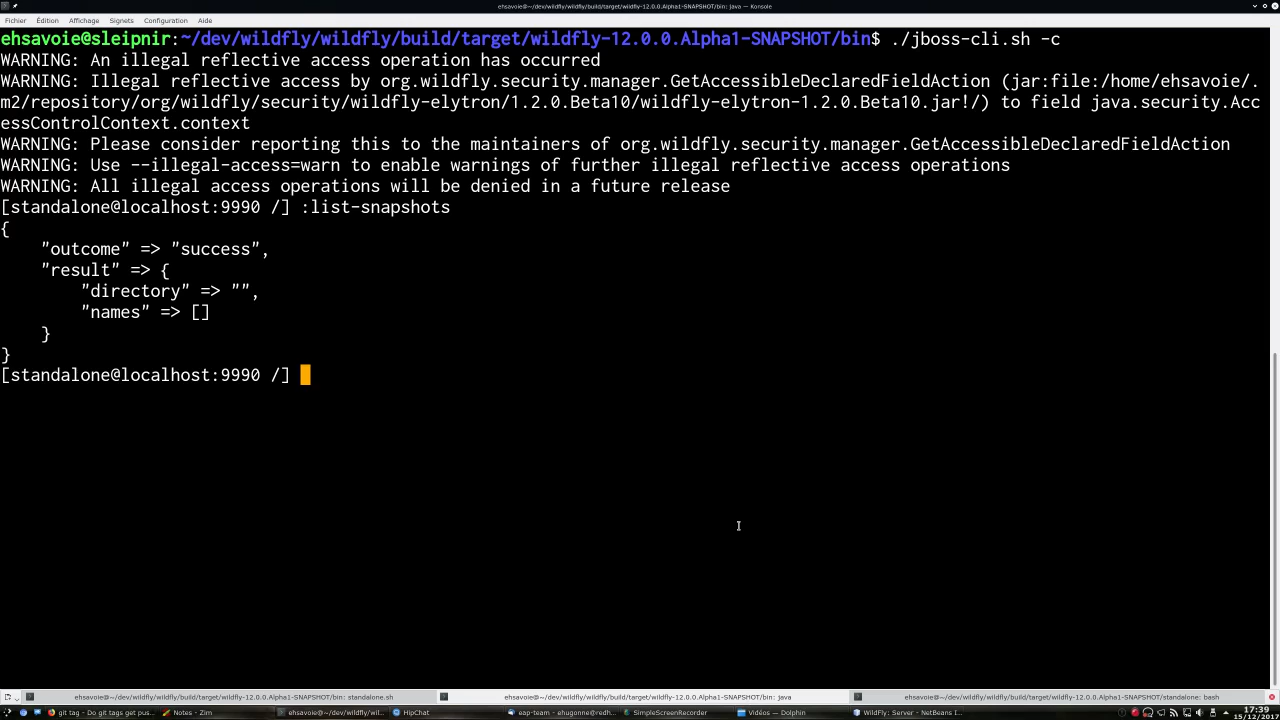 ehsavoie@~/dev/wildfly/wildfly/build/target/wildfly-12.0.0.Alpha1-SNAPSHOT/bin: java — Konsole
Fichier Édition Affichage Signets Configuration Aide
ehsavoie@sleipnir:~/dev/wildfly/wildfly/build/target/wildfly-12.0.0.Alpha1-SNAPSHOT/bin$ ./jboss-cli.sh -c
WARNING: An illegal reflective access operation has occurred
WARNING: Illegal reflective access by org.wildfly.security.manager.GetAccessibleDeclaredFieldAction (jar:file:/home/ehsavoie/.
m2/repository/org/wildfly/security/wildfly-elytron/1.2.0.Beta10/wildfly-elytron-1.2.0.Beta10.jar!/) to field java.security.Acc
essControlContext.context
WARNING: Please consider reporting this to the maintainers of org.wildfly.security.manager.GetAccessibleDeclaredFieldAction
WARNING: Use --illegal-access=warn to enable warnings of further illegal reflective access operations
WARNING: All illegal access operations will be denied in a future release
[standalone@localhost:9990 /] :list-snapshots
{
    "outcome" => "success",
    "result" => {
        "directory" => "",
        "names" => []
    }
}
[standalone@localhost:9990 /]
ehsavoie@~/dev/wildfly/wildfly/build/target/wildfly-12.0.0.Alpha1-SNAPSHOT/bin: standalone.sh ehsavoie@~/dev/wildfly/wildfly/build/target/wildfly-12.0.0.Alpha1-SNAPSHOT/bin: java ehsavoie@~/dev/wildfly/wildfly/build/target/wildfly-12.0.0.Alpha1-SNAPSHOT/standalone: bash
git tag - Do git tags get pus... Notes - Zim ehsavoie@~/dev/wildfly/wil... HipChat eap-team - ehugonne@redh... SimpleScreenRecorder Vidéos — Dolphin WildFly: Server - NetBeans I... 17:39
15/12/2017